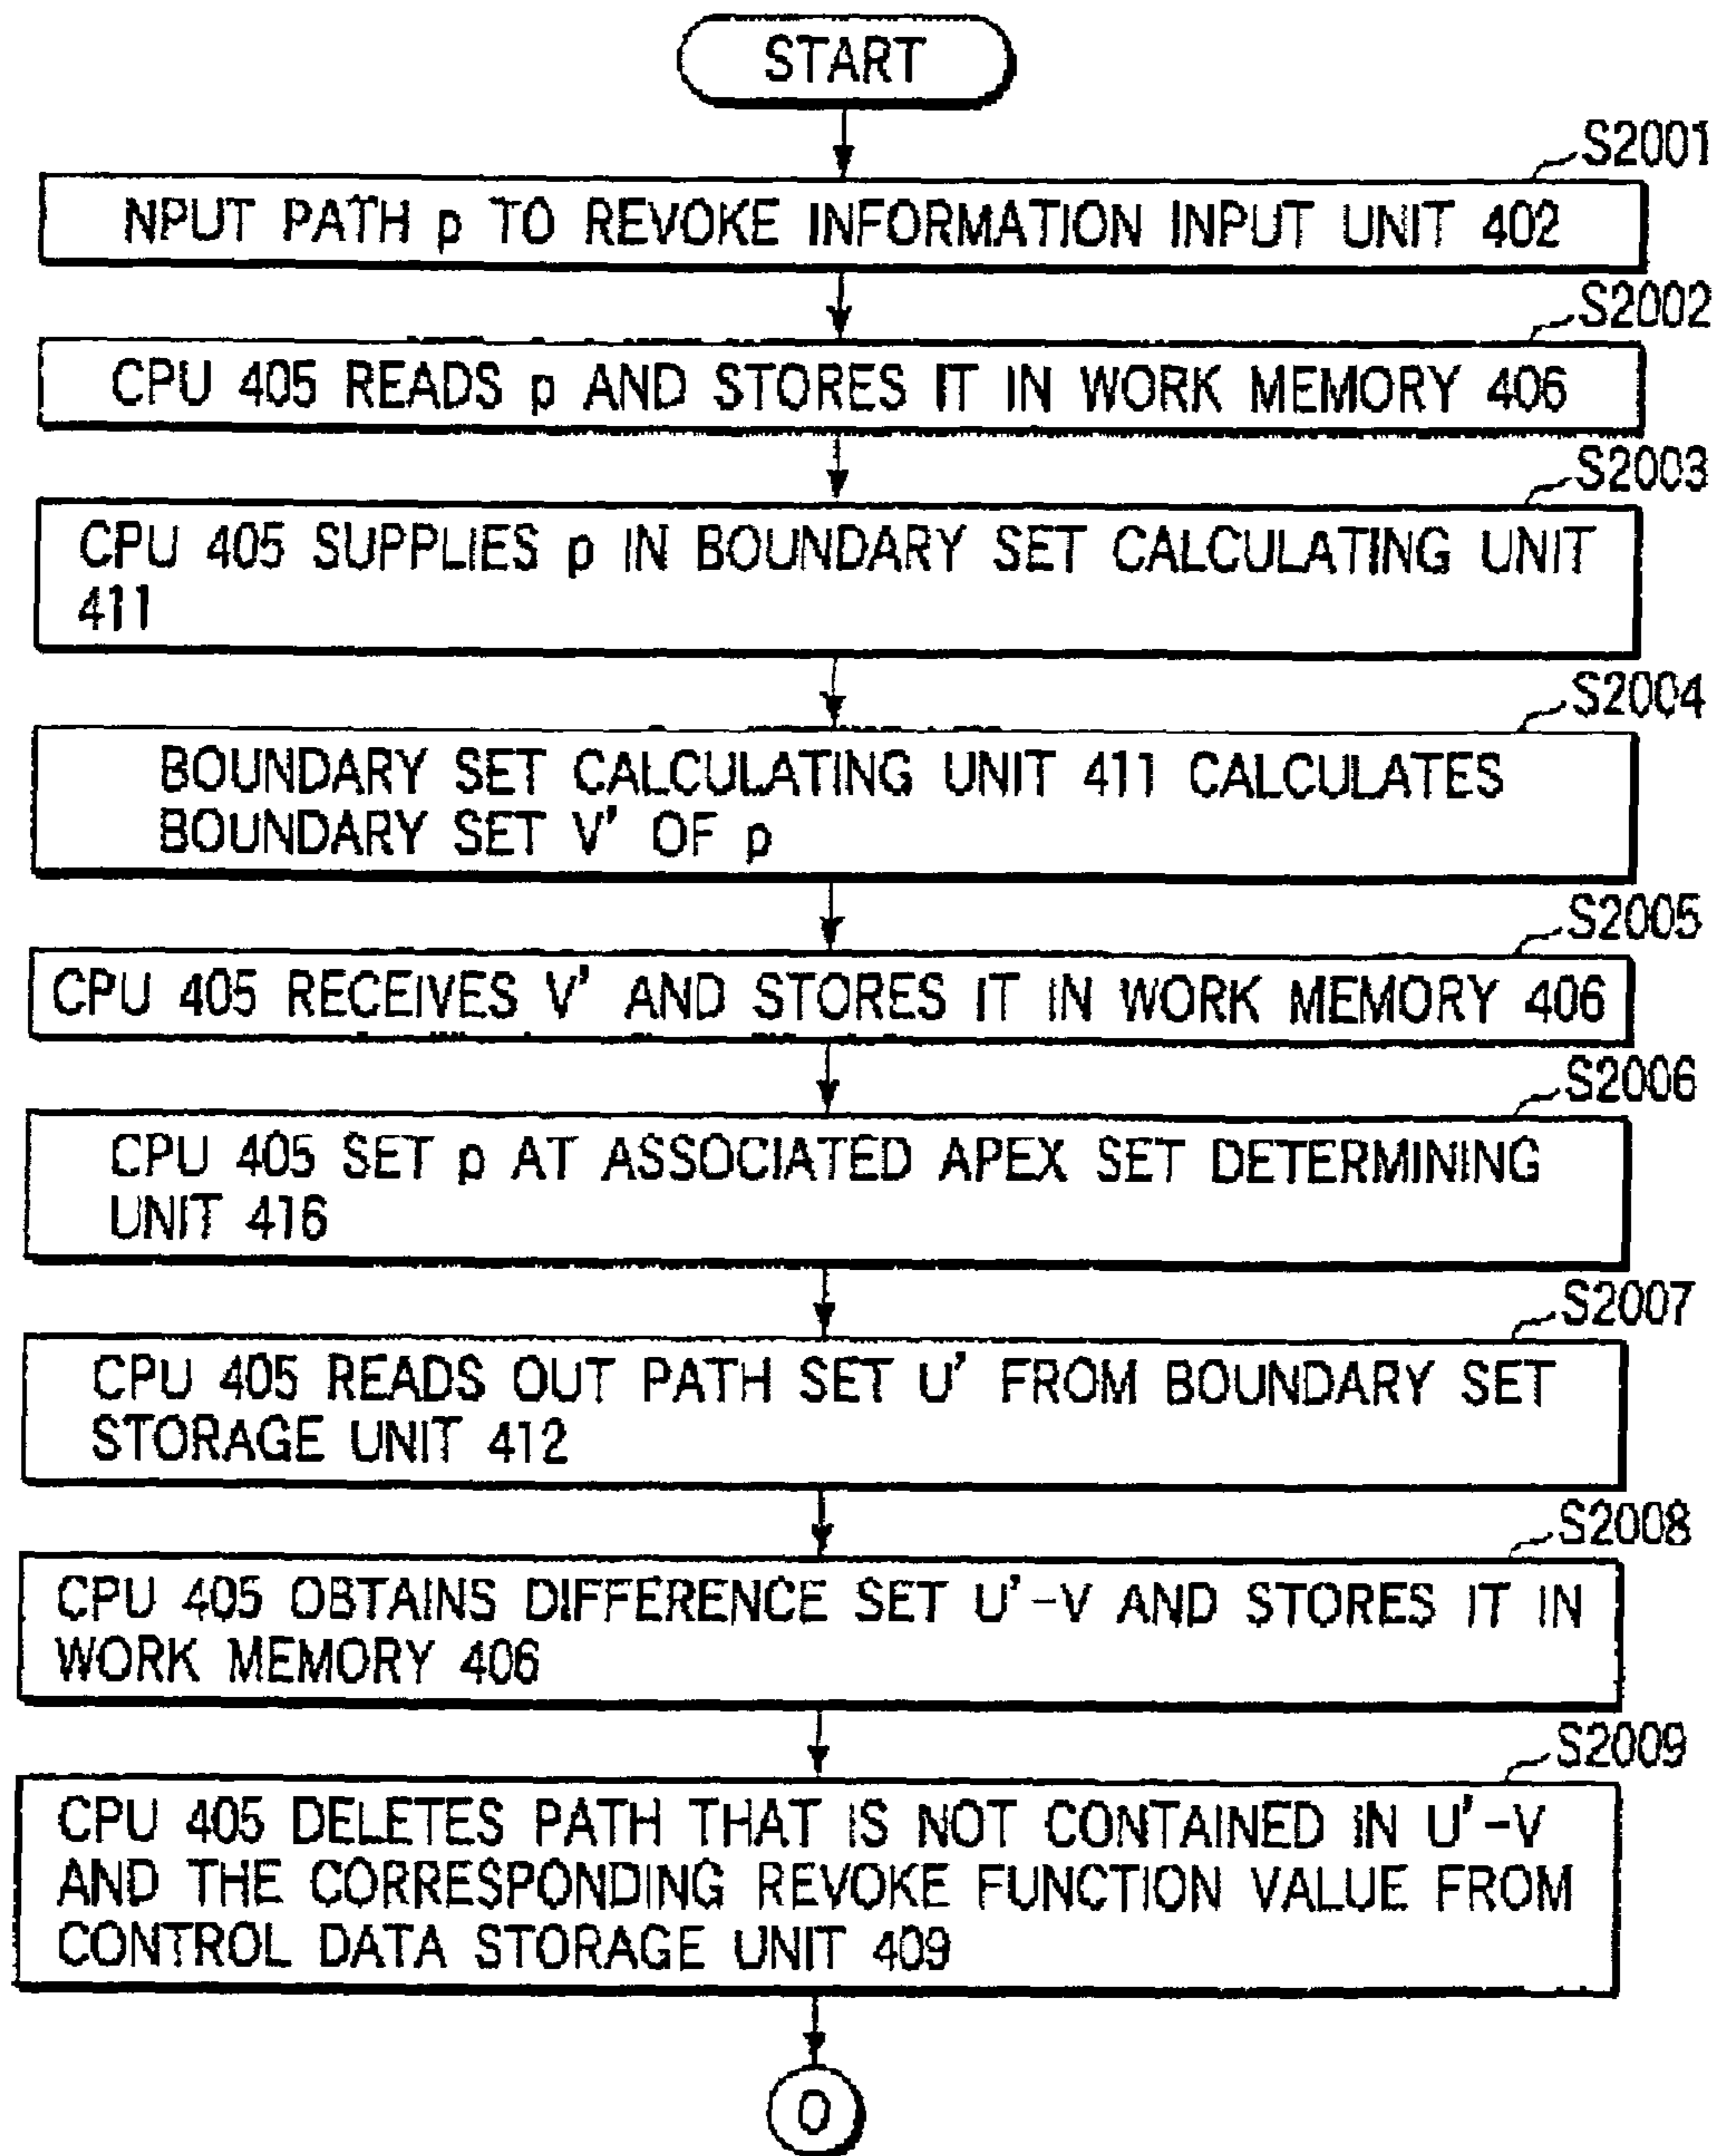 START
S2001
NPUT PATH p TO REVOKE INFORMATION INPUT UNIT 402
S2002
CPU 405 READS p AND STORES IT IN WORK MEMORY 406
S2003
CPU 405 SUPPLIES p IN BOUNDARY SET CALCULATING UNIT
411
S2004
BOUNDARY SET CALCULATING UNIT 411 CALCULATES
BOUNDARY SET V' OF p
S2005
CPU 405 RECEIVES V' AND STORES IT IN WORK MEMORY 406
S2006
CPU 405 SET p AT ASSOCIATED APEX SET DETERMINING
UNIT 416
S2007
CPU 405 READS OUT PATH SET U' FROM BOUNDARY SET
STORAGE UNIT 412
S2008
CPU 405 OBTAINS DIFFERENCE SET U'-V AND STORES IT IN
WORK MEMORY 406
S2009
CPU 405 DELETES PATH THAT IS NOT CONTAINED IN U'-V
AND THE CORRESPONDING REVOKE FUNCTION VALUE FROM
CONTROL DATA STORAGE UNIT 409
O